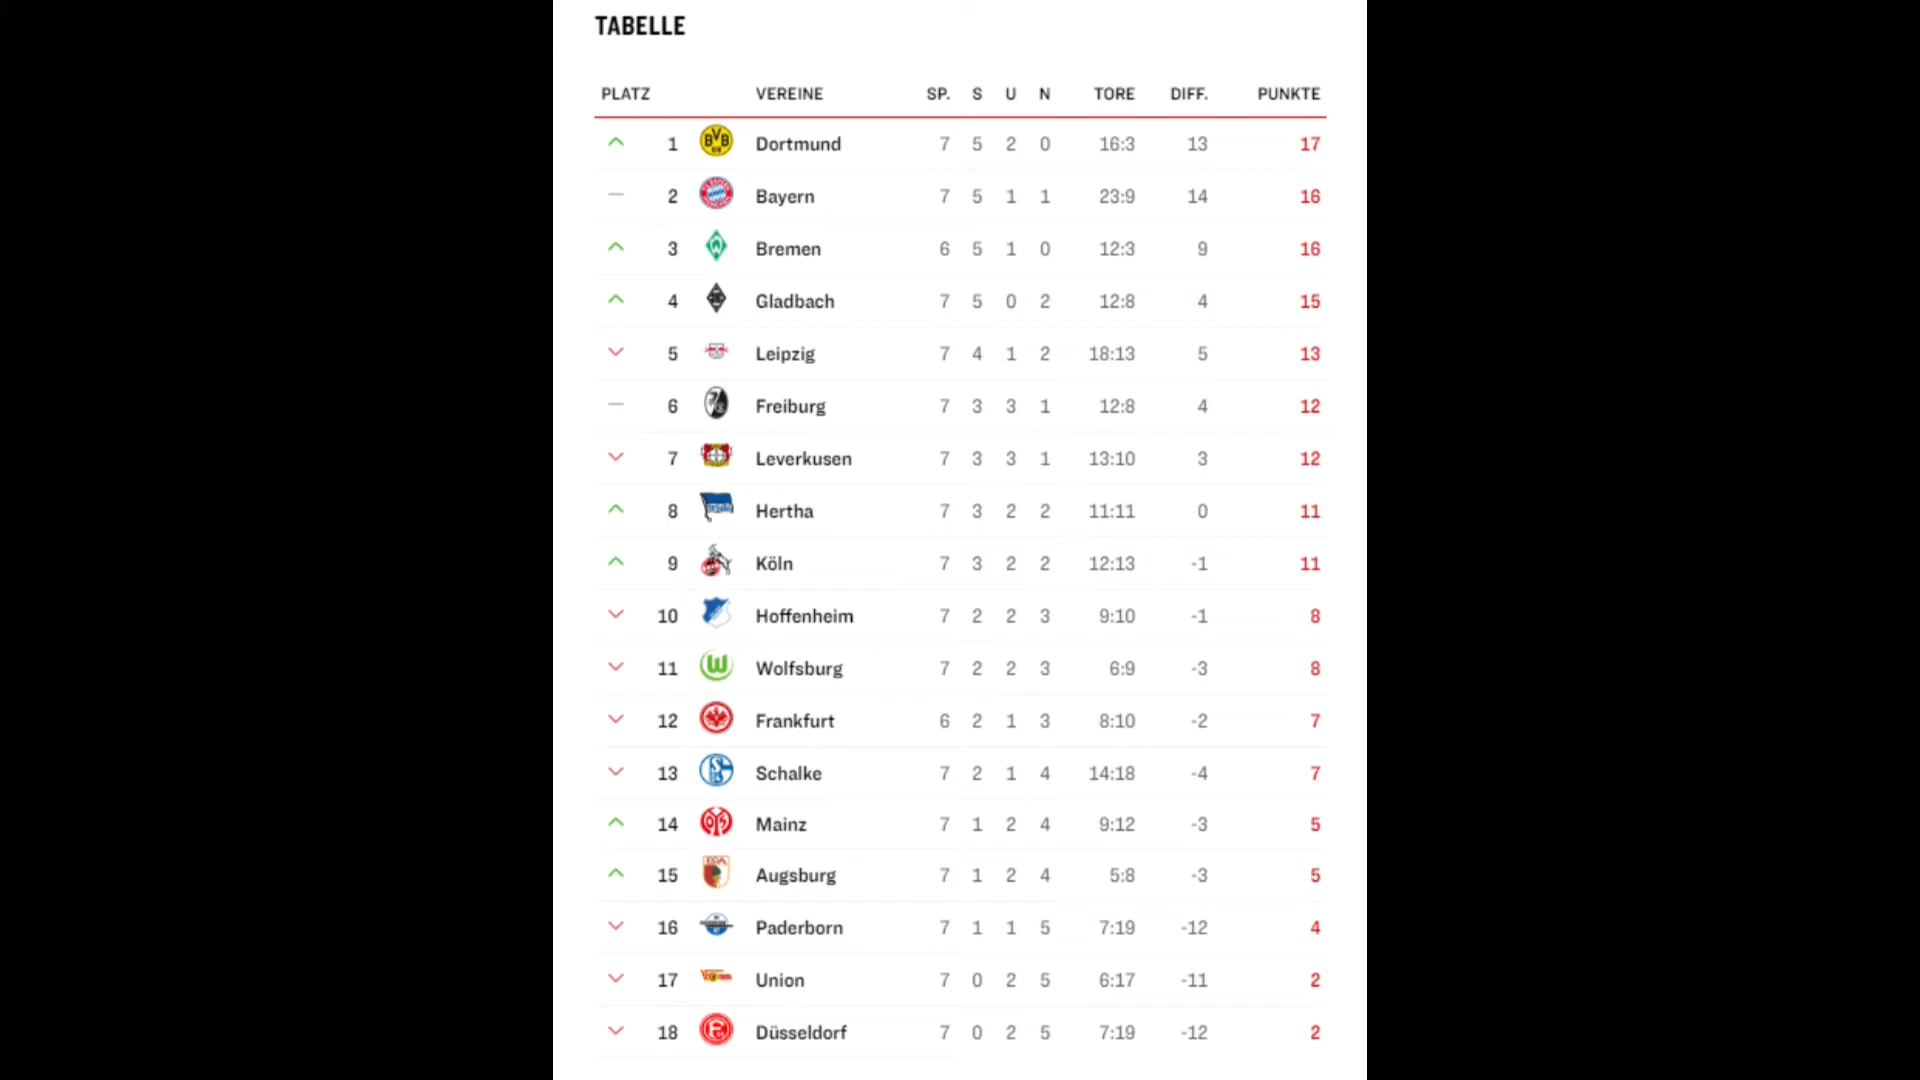 TABELLE
PLATZ VEREINE SP. S U N TORE DIFF. PUNKTE
1 BVB 09 Dortmund 7 5 2 0 16:3 13 17
2 Bayern 7 5 1 1 23:9 14 16
3 Bremen 6 5 1 0 12:3 9 16
4 Gladbach 7 5 0 2 12:8 4 15
5 Leipzig 7 4 1 2 18:13 5 13
6 Freiburg 7 3 3 1 12:8 4 12
7 Leverkusen 7 3 3 1 13:10 3 12
8 Hertha 7 3 2 2 11:11 0 11
9 Köln 7 3 2 2 12:13 -1 11
10 Hoffenheim 7 2 2 3 9:10 -1 8
11 W Wolfsburg 7 2 2 3 6:9 -3 8
12 Frankfurt 6 2 1 3 8:10 -2 7
13 Schalke 7 2 1 4 14:18 -4 7
14 Mainz 7 1 2 4 9:12 -3 5
15 FCA Augsburg 7 1 2 4 5:8 -3 5
16 Paderborn 7 1 1 5 7:19 -12 4
17 Union 7 0 2 5 6:17 -11 2
18 F Düsseldorf 7 0 2 5 7:19 -12 2